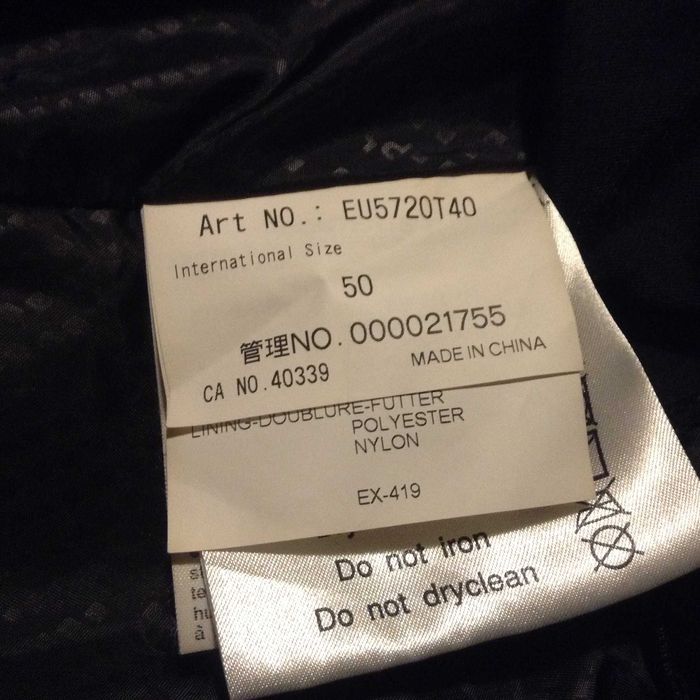 Art NO.: EU5720T40
International Size
50
管理NO.000021755
CA NO.40339
MADE IN CHINA
LINING-DOUBLURE-FUTTER
POLYESTER
NYLON
EX-419
Do not iron
Do not dryclean